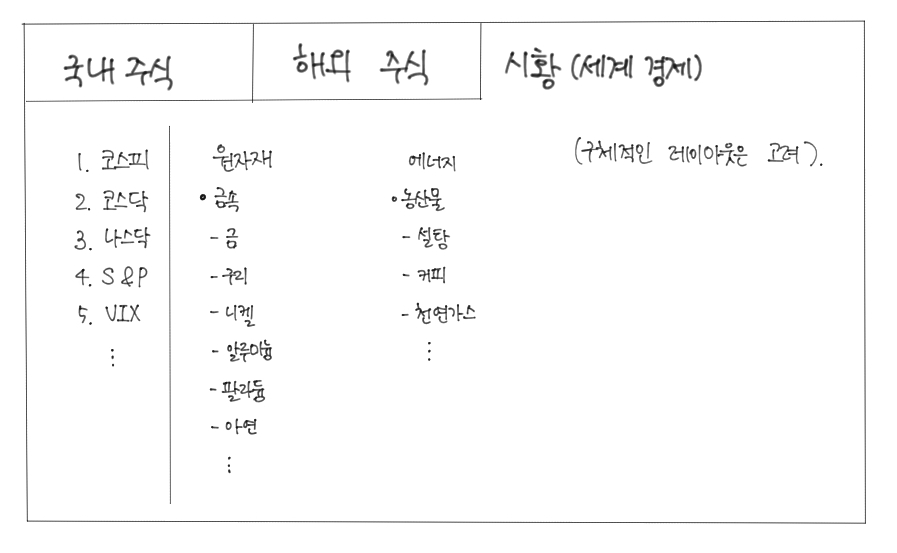 국내 주식
해외 주식
시황 (세계 경제)
1. 코스피
2. 코스닥
3. 나스닥
4. S&P
5. VIX
⋮
원자재
• 금속
- 금
- 구리
- 니켈
- 알루미늄
- 팔라듐
- 아연
⋮
에너지
• 농산물
- 설탕
- 커피
- 천연가스
⋮
(구체적인 레이아웃은 고려).